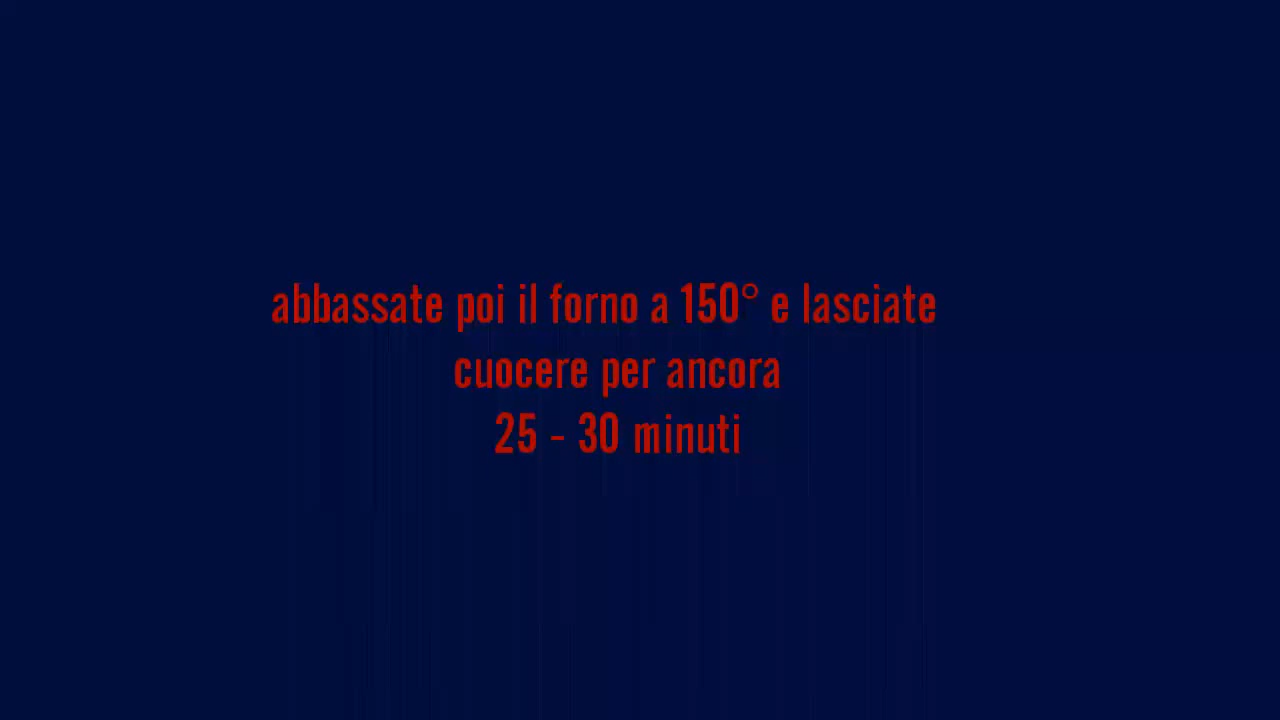 abbassate poi il forno a 150° e lasciate
cuocere per ancora
25 - 30 minuti